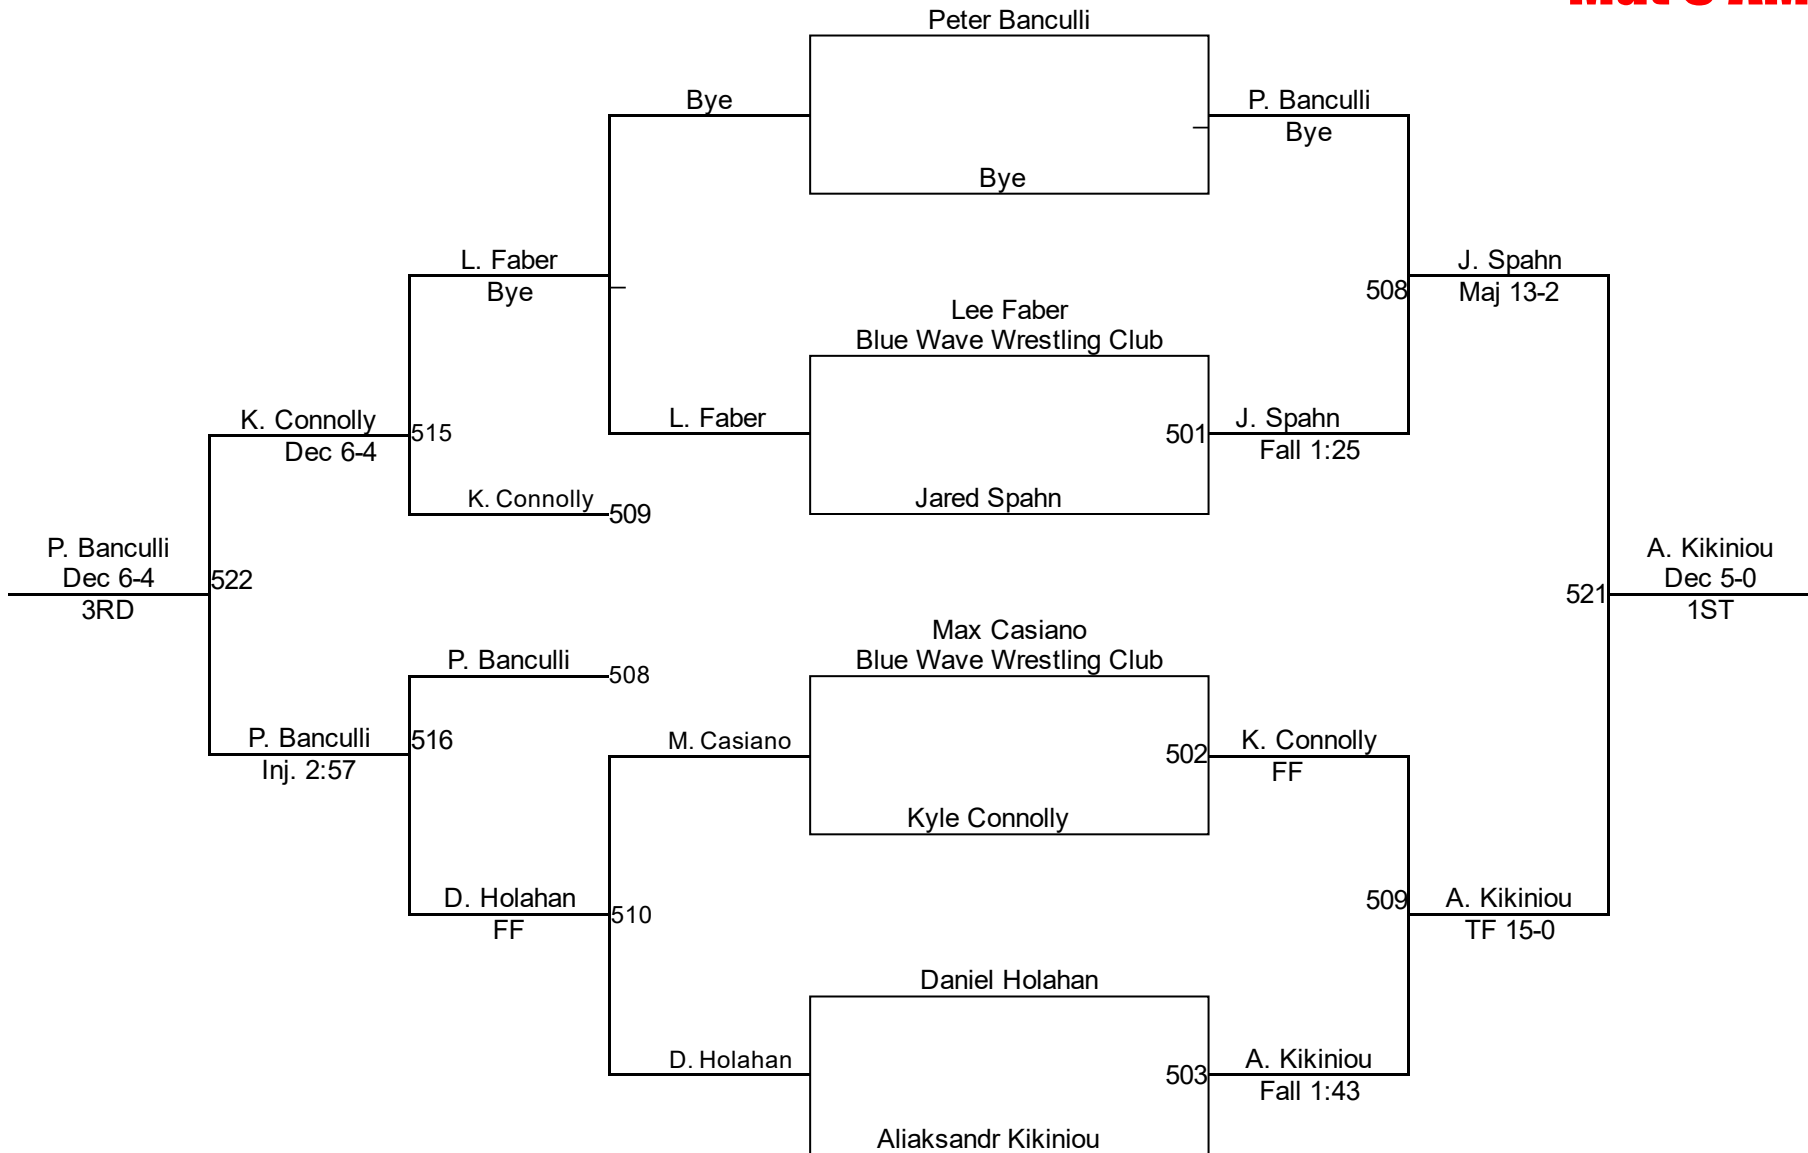 Peter Banculli
Bye
P. Banculli
Bye
Bye
L. Faber
Bye
J. Spahn
Maj 13-2
508
Lee Faber
Blue Wave Wrestling Club
L. Faber
501
J. Spahn
Fall 1:25
K. Connolly
Dec 6-4
515
K. Connolly
509
Jared Spahn
P. Banculli
Dec 6-4
3RD
522
521
A. Kikiniou
Dec 5-0
1ST
Max Casiano
Blue Wave Wrestling Club
P. Banculli
508
P. Banculli
Inj. 2:57
516
M. Casiano
502
K. Connolly
FF
Kyle Connolly
D. Holahan
FF
510
509
A. Kikiniou
TF 15-0
Daniel Holahan
D. Holahan
503
A. Kikiniou
Fall 1:43
Aliaksandr Kikiniou